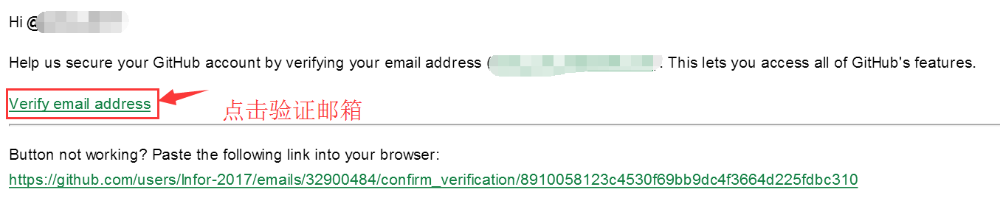 Hi @
Help us secure your GitHub account by verifying your email address (. This lets you access all of GitHub's features.
Verify email address
点击验证邮箱
Button not working? Paste the following link into your browser:
https://github.com/users/Infor-2017/emails/32900484/confirm_verification/8910058123c4530f69bb9dc4f3664d225fdbc310